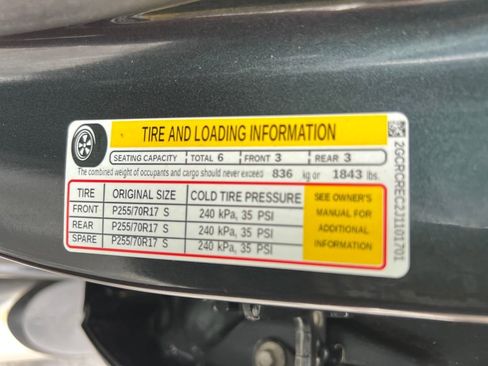 TIRE AND LOADING INFORMATION
SEATING CAPACITY TOTAL 6 FRONT 3 REAR 3
The combined weight of occupants and cargo should never exceed 836 kg or 1843 lbs.
TIRE ORIGINAL SIZE COLD TIRE PRESSURE
FRONT P255/70R17 S 240 kPa, 35 PSI
REAR P255/70R17 S 240 kPa, 35 PSI
SPARE P255/70R17 S 240 kPa, 35 PSI
SEE OWNER'S
MANUAL FOR
ADDITIONAL
INFORMATION
2GCRCREC2J1101701